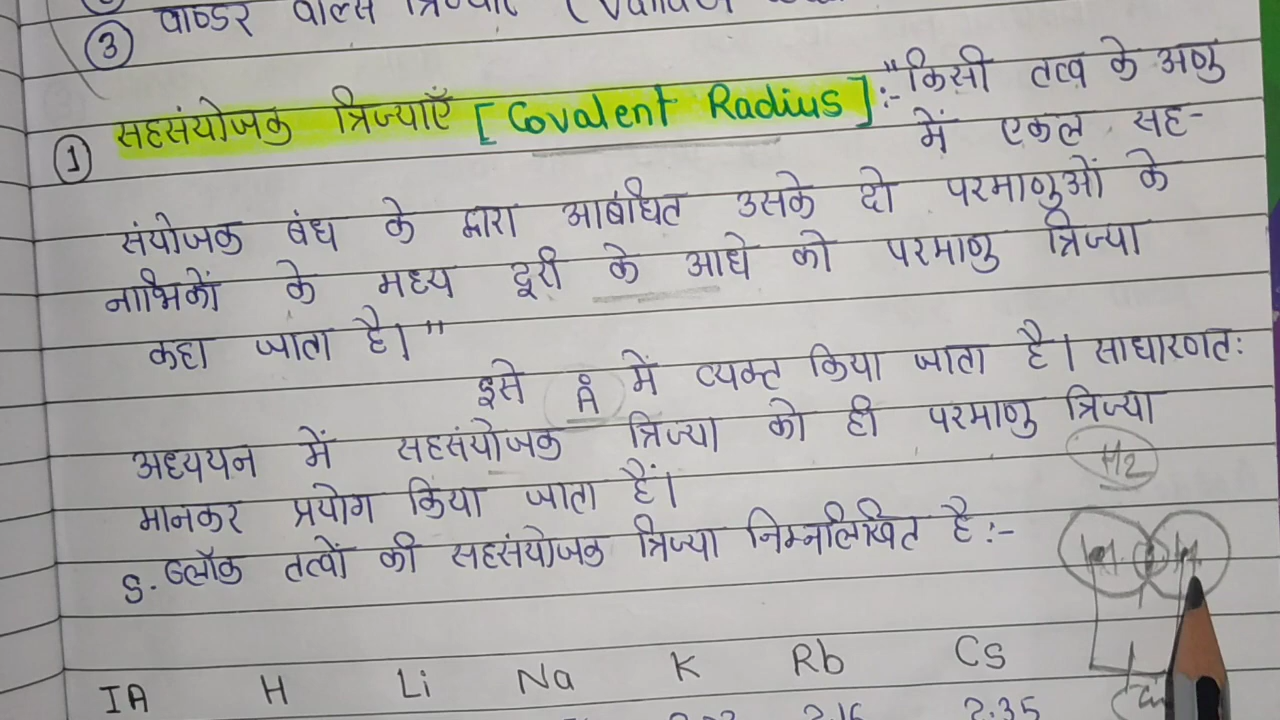 ③ वाण्डर वाल्स त्रिज्याएँ (Vander
① सहसंयोजक त्रिज्याएँ [Covalent Radius] :- "किसी तत्व के अणु
में एकल सह-
संयोजक बंध के द्वारा आबंधित उसके दो परमाणुओं के
नाभिकों के मध्य दूरी के आधे को परमाणु त्रिज्या
कहा जाता है।"
इसे Å में व्यक्त किया जाता है। साधारणतः
अध्ययन में सहसंयोजक त्रिज्या को ही परमाणु त्रिज्या
H2
मानकर प्रयोग किया जाता हैं।
S. ब्लॉक तत्वों की सहसंयोजक त्रिज्या निम्नलिखित है :-
IA H Li Na K Rb Cs
2.16 2.35